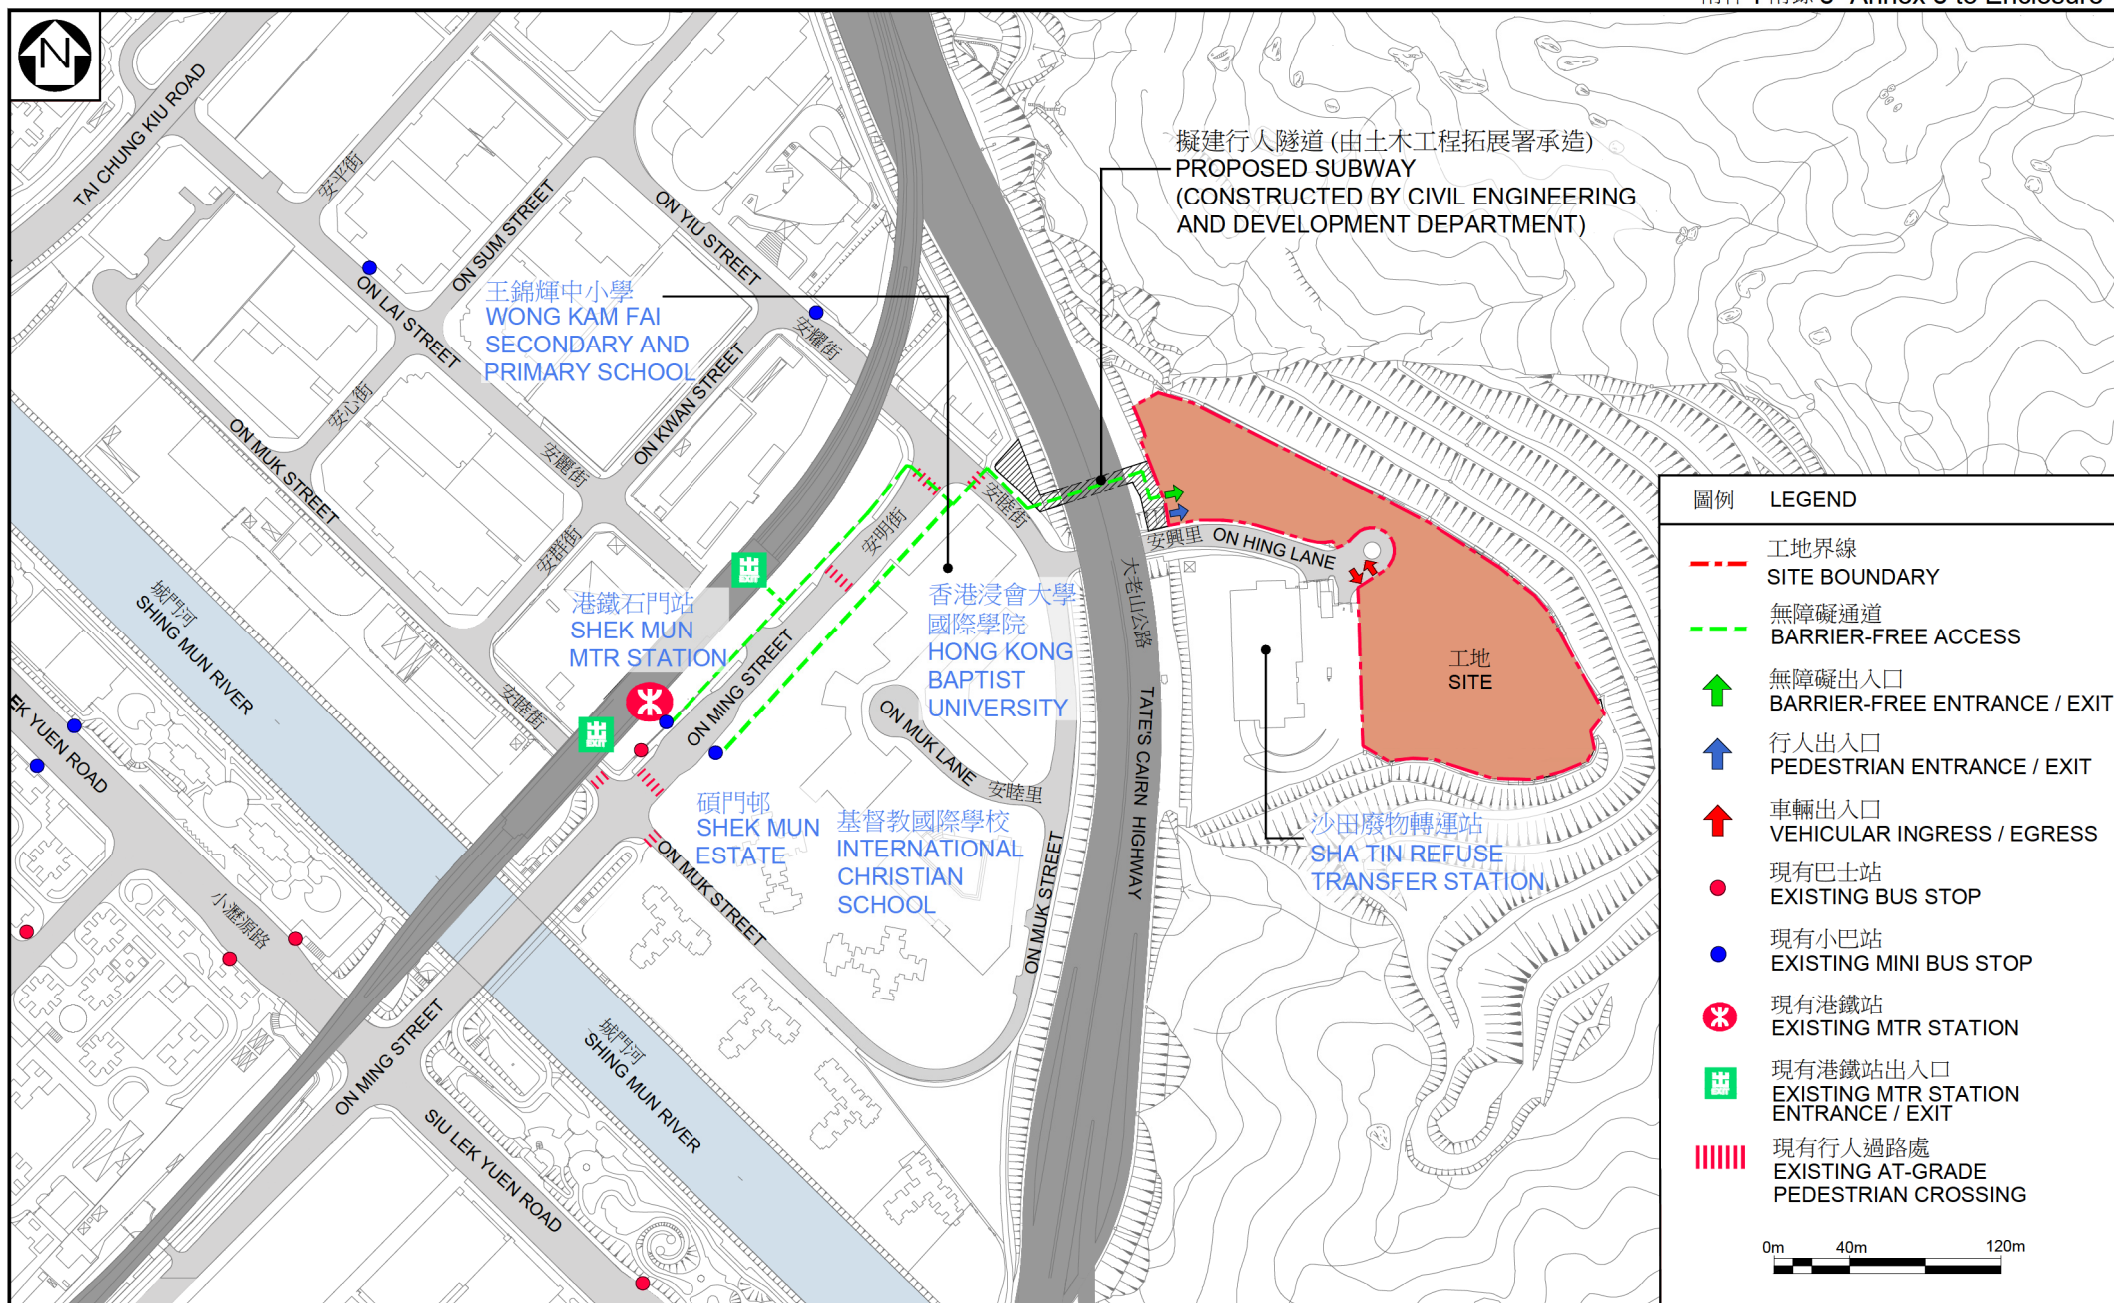 Annex 3 to Enclosure
N
TAI CHUNG KIU ROAD
安平街
ON SUM STREET
ON YIU STREET
擬建行人隧道 (由土木工程拓展署承造)
PROPOSED SUBWAY
(CONSTRUCTED BY CIVIL ENGINEERING
AND DEVELOPMENT DEPARTMENT)
ON LAI STREET
王錦輝中小學
WONG KAM FAI
SECONDARY AND
PRIMARY SCHOOL
安耀街
ON KWAN STREET
安心街
ON MUK STREET
安麗街
安群街
安睦街
安明街
安睦街
安興里
ON HING LANE
大老山公路
TATE'S CAIRN HIGHWAY
城門河
SHING MUN RIVER
港鐵石門站
SHEK MUN
MTR STATION
出
EXIT
出
EXIT
ON MING STREET
香港浸會大學
國際學院
HONG KONG
BAPTIST
UNIVERSITY
工地
SITE
ON MUK LANE
安睦里
EK YUEN ROAD
碩門邨
SHEK MUN
ESTATE
基督教國際學校
INTERNATIONAL
CHRISTIAN
SCHOOL
沙田廢物轉運站
SHA TIN REFUSE
TRANSFER STATION
ON MUK STREET
ON MUK STREET
小瀝源路
ON MING STREET
城門河
SHING MUN RIVER
SIU LEK YUEN ROAD
圖例 LEGEND
工地界線
SITE BOUNDARY
無障礙通道
BARRIER-FREE ACCESS
無障礙出入口
BARRIER-FREE ENTRANCE / EXIT
行人出入口
PEDESTRIAN ENTRANCE / EXIT
車輛出入口
VEHICULAR INGRESS / EGRESS
現有巴士站
EXISTING BUS STOP
現有小巴站
EXISTING MINI BUS STOP
現有港鐵站
EXISTING MTR STATION
現有港鐵站出入口
EXISTING MTR STATION
ENTRANCE / EXIT
現有行人過路處
EXISTING AT-GRADE
PEDESTRIAN CROSSING
0m 40m 120m